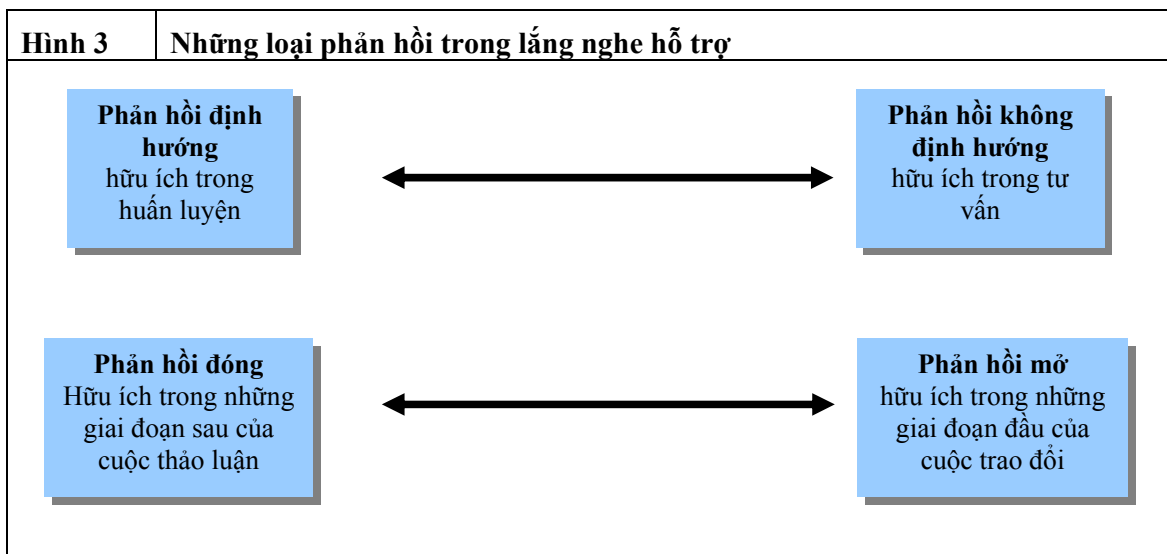 Hình 3 Những loại phản hồi trong lắng nghe hỗ trợ
Phản hồi định
hướng
hữu ích trong
huấn luyện
Phản hồi không
định hướng
hữu ích trong tư
vấn
Phản hồi đóng
Hữu ích trong những
giai đoạn sau của
cuộc thảo luận
Phản hồi mở
hữu ích trong những
giai đoạn đầu của
cuộc trao đổi